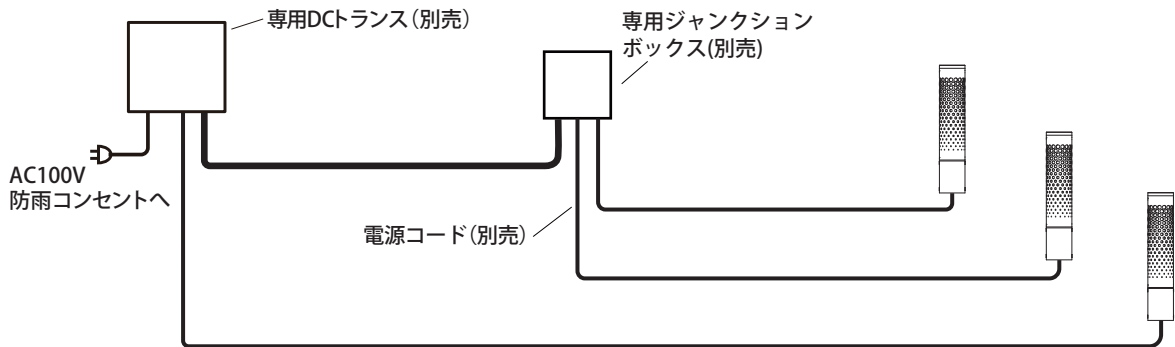 専用DCトランス（別売）
専用ジャンクション
ボックス(別売)
AC100V
防雨コンセントへ
電源コード（別売）